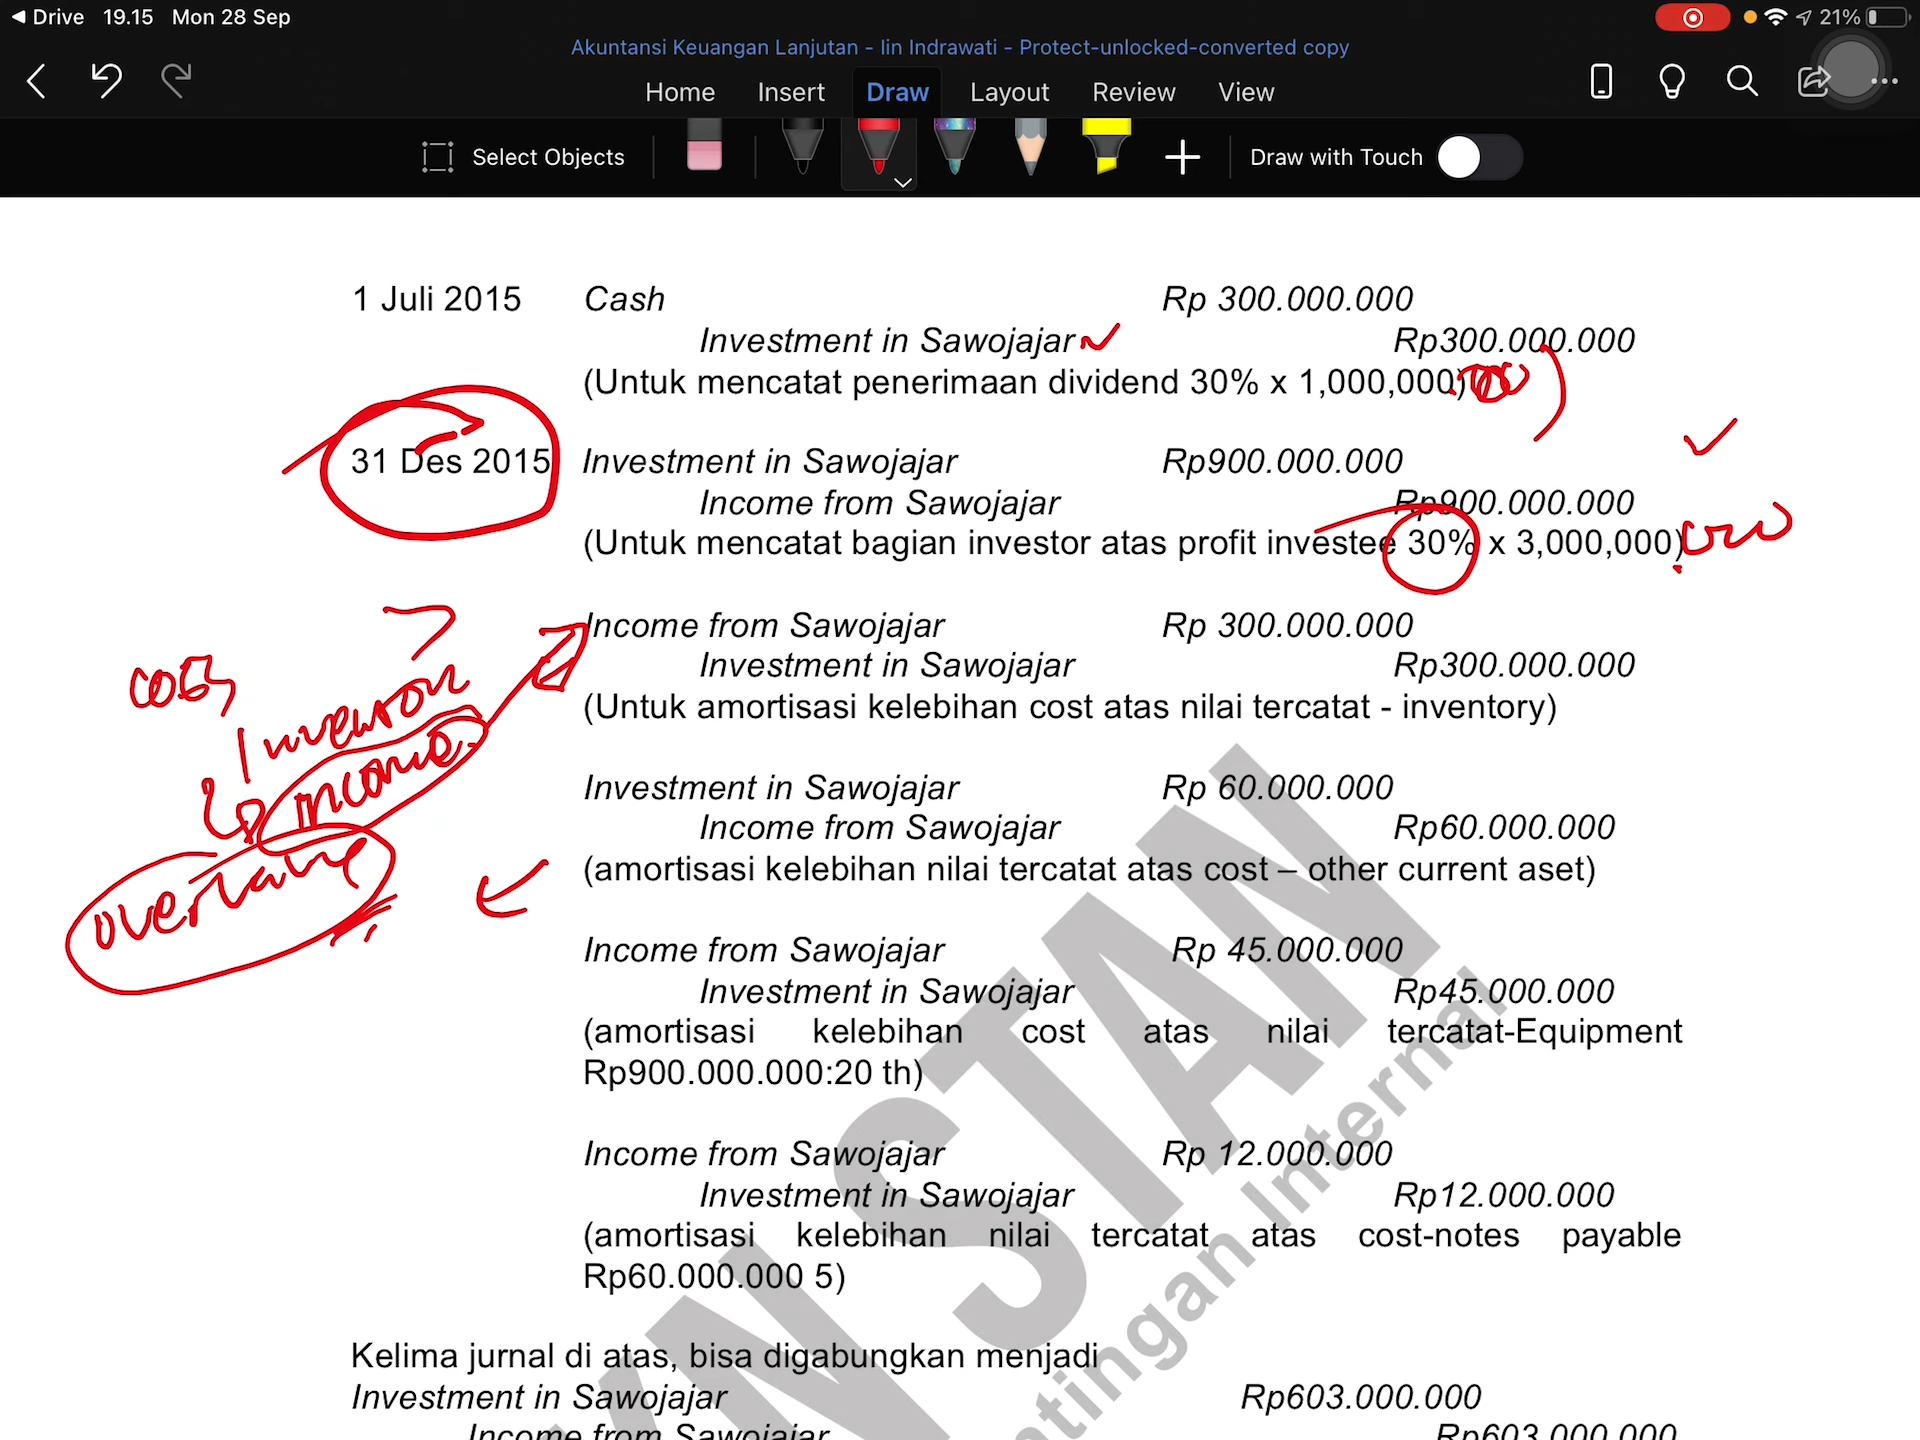 Drive 19.15 Mon 28 Sep 21%
Akuntansi Keuangan Lanjutan - Iin Indrawati - Protect-unlocked-converted copy
Home Insert Draw Layout Review View
Select Objects Draw with Touch
1 Juli 2015 Cash Rp 300.000.000
Investment in Sawojajar Rp300.000.000
(Untuk mencatat penerimaan dividend 30% x 1,000,000)
31 Des 2015 Investment in Sawojajar Rp900.000.000
Income from Sawojajar Rp900.000.000
(Untuk mencatat bagian investor atas profit investee 30% x 3,000,000)
Income from Sawojajar Rp 300.000.000
Investment in Sawojajar Rp300.000.000
(Untuk amortisasi kelebihan cost atas nilai tercatat - inventory)
income
Investment in Sawojajar Rp 60.000.000
Income from Sawojajar Rp60.000.000
(amortisasi kelebihan nilai tercatat atas cost – other current aset)
Income from Sawojajar Rp 45.000.000
Investment in Sawojajar Rp45.000.000
(amortisasi kelebihan cost atas nilai tercatat-Equipment
Rp900.000.000:20 th)
Income from Sawojajar Rp 12.000.000
Investment in Sawojajar Rp12.000.000
(amortisasi kelebihan nilai tercatat atas cost-notes payable
Rp60.000.000 5)
Kelima jurnal di atas, bisa digabungkan menjadi
Investment in Sawojajar Rp603.000.000
Income from Sawojajar Rp603.000.000
KN STAN
tingan Internal